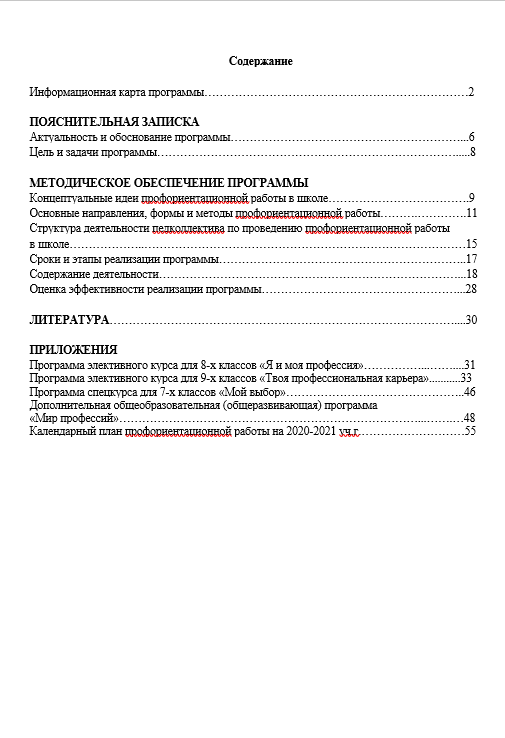 Содержание
Информационная карта программы……………………………………………………………2
ПОЯСНИТЕЛЬНАЯ ЗАПИСКА
Актуальность и обоснование программы……………………………………………………...6
Цель и задачи программы……………………………………………………………………....8
МЕТОДИЧЕСКОЕ ОБЕСПЕЧЕНИЕ ПРОГРАММЫ
Концептуальные идеи профориентационной работы в школе………………………………9
Основные направления, формы и методы профориентационной работы…………………11
Структура деятельности педколлектива по проведению профориентационной работы
в школе…………………………………………………………………………………………15
Сроки и этапы реализации программы………………………………………………………17
Содержание деятельности……………………………………………………………………...18
Оценка эффективности реализации программы……………………………………………...28
ЛИТЕРАТУРА………………………………………………………………………………....30
ПРИЛОЖЕНИЯ
Программа элективного курса для 8-х классов «Я и моя профессия»……………...……...31
Программа элективного курса для 9-х классов «Твоя профессиональная карьера»...........33
Программа спецкурса для 7-х классов «Мой выбор»………………………………………..46
Дополнительная общеобразовательная (общеразвивающая) программа
«Мир профессий»……………………………………………………………………...………48
Календарный план профориентационной работы на 2020-2021 уч.г………………………55